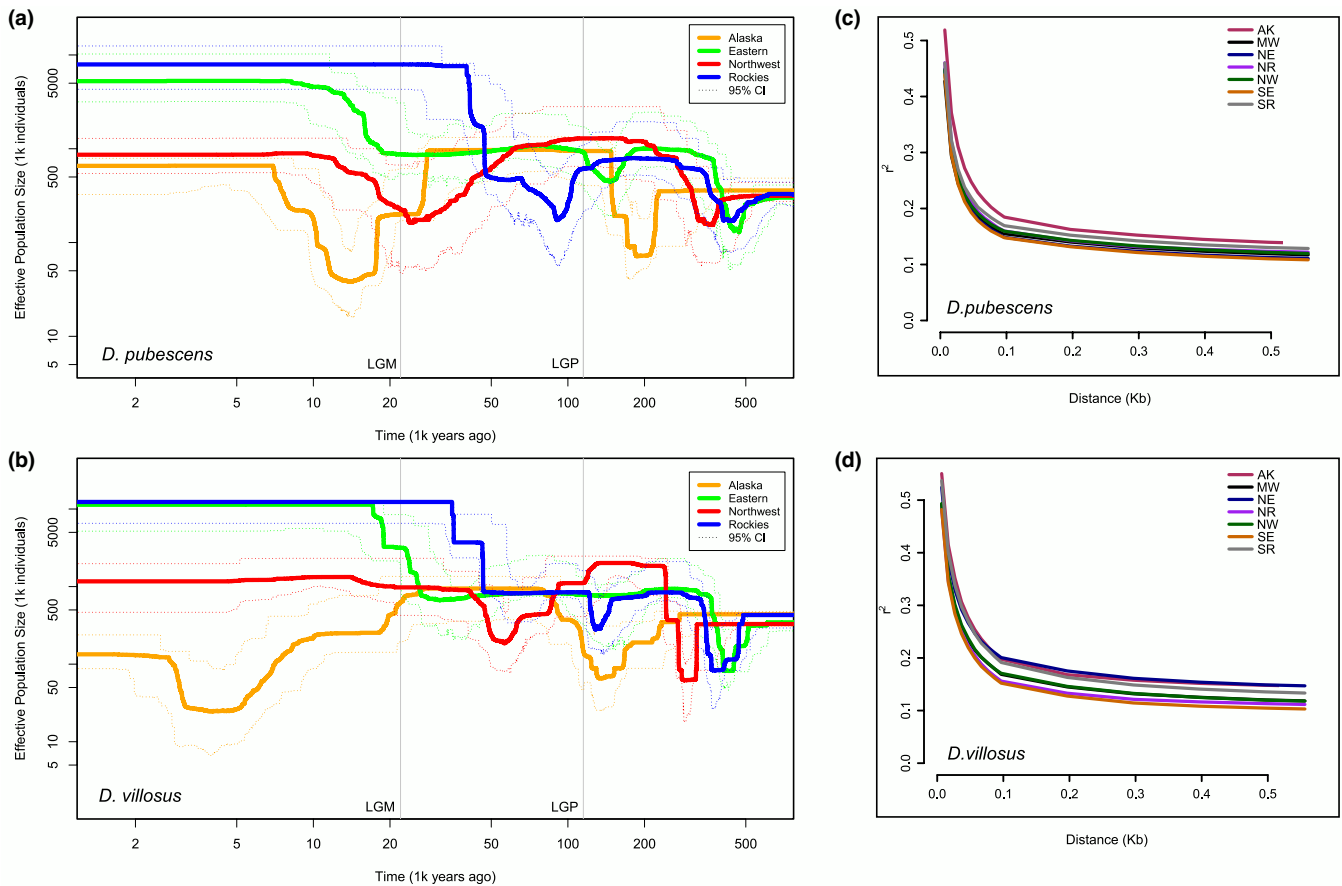 (a)
Effective Population Size (1k individuals)
5000
500
50
10
5
Alaska
Eastern
Northwest
Rockies
95% CI
D. pubescens
LGM
LGP
2
5
10
20
50
100
200
500
Time (1k years ago)
(b)
Effective Population Size (1k individuals)
5000
500
50
10
5
Alaska
Eastern
Northwest
Rockies
95% CI
D. villosus
LGM
LGP
2
5
10
20
50
100
200
500
Time (1k years ago)
(c)
r²
0.5
0.4
0.3
0.2
0.1
0.0
AK
MW
NE
NR
NW
SE
SR
D.pubescens
0.0
0.1
0.2
0.3
0.4
0.5
Distance (Kb)
(d)
r²
0.5
0.4
0.3
0.2
0.1
0.0
AK
MW
NE
NR
NW
SE
SR
D.villosus
0.0
0.1
0.2
0.3
0.4
0.5
Distance (Kb)